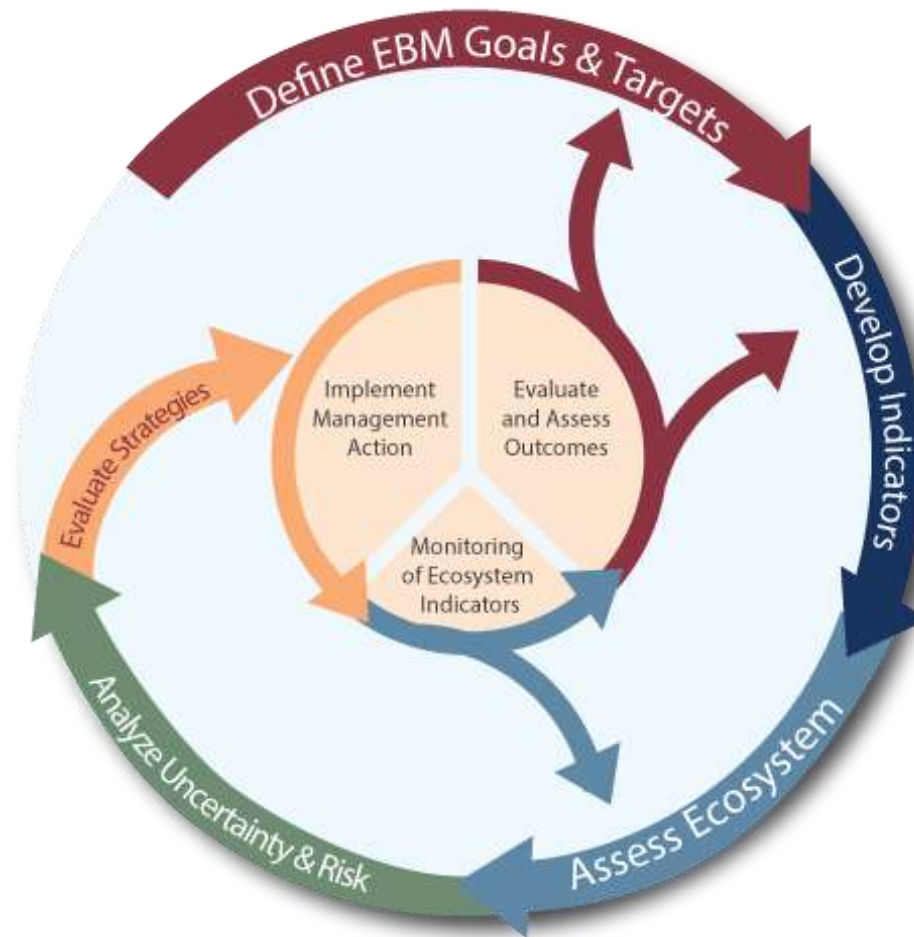 Define EBM Goals & Targets
Develop Indicators
Assess Ecosystem
Analyze Uncertainty & Risk
Evaluate Strategies
Implement
Management
Action
Evaluate
and Assess
Outcomes
Monitoring
of Ecosystem
Indicators